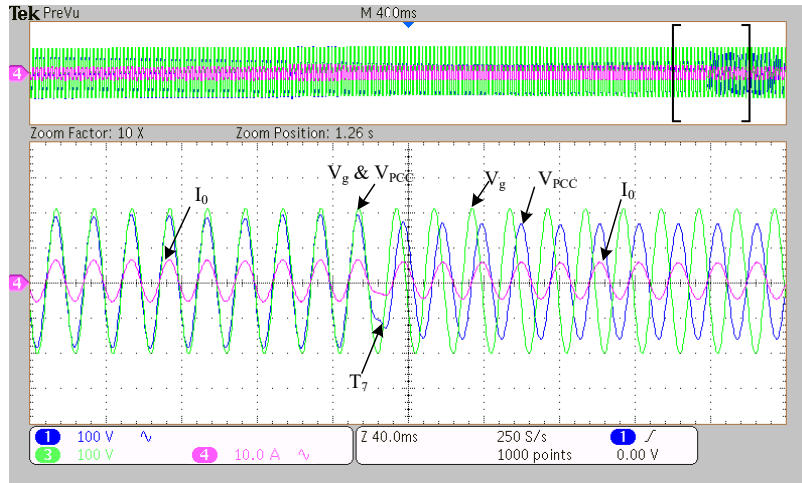 Tek PreVu M 400ms
4
Zoom Factor: 10 X Zoom Position: 1.26 s
I0
Vg & VPCC
Vg
VPCC
I0
4
T7
1 100 V
3 100 V 4 10.0 A
Z 40.0ms 250 S/s 1 0.00 V
1000 points